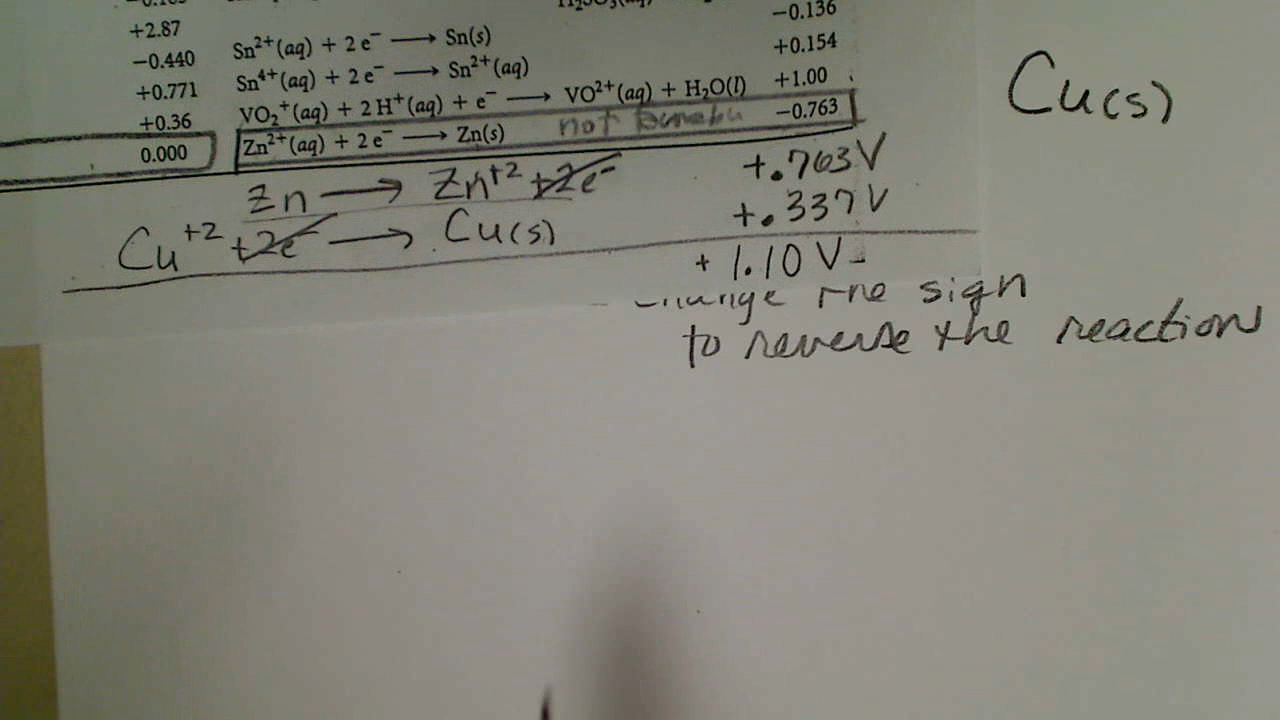 +2.87
-0.440
+0.771
+0.36
0.000
-0.136
Sn²⁺(aq) + 2 e⁻ ⟶ Sn(s)
Sn⁴⁺(aq) + 2 e⁻ ⟶ Sn²⁺(aq) +0.154
VO₂⁺(aq) + 2 H⁺(aq) + e⁻ ⟶ VO²⁺(aq) + H₂O(l) +1.00
Zn²⁺(aq) + 2 e⁻ ⟶ Zn(s) not -0.763
Zn ⟶ Zn⁺² +2e⁻ +.763V
Cu⁺² +2e⁻ ⟶ Cu(s) +.337V
+ 1.10 V
the sign
to reverse the reaction
Cu(s)